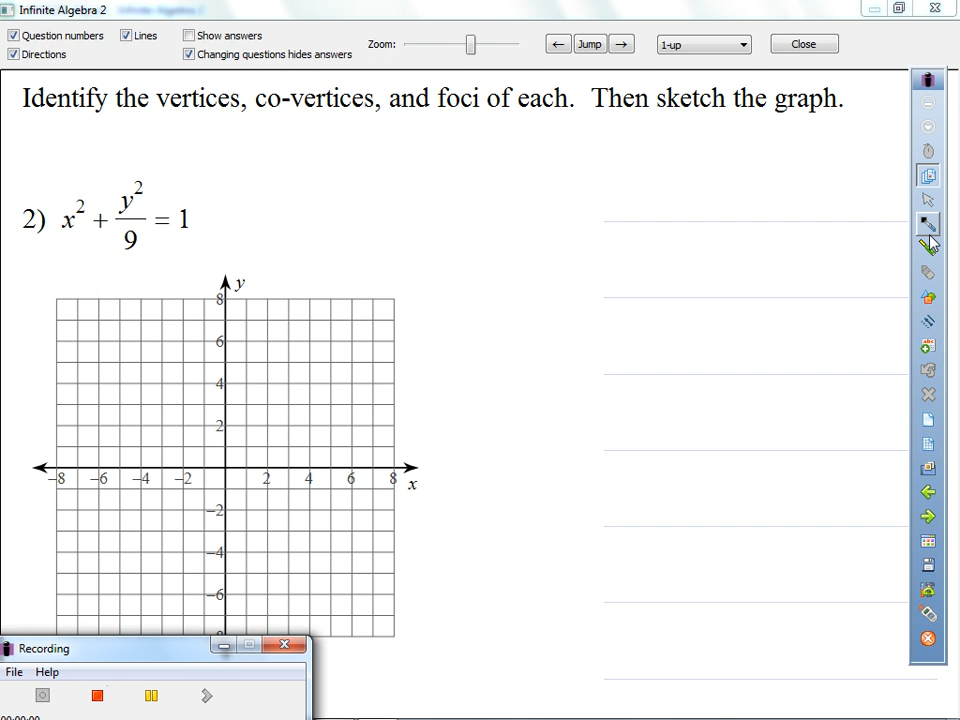 Infinite Algebra 2
Question numbers Lines Show answers
Directions Changing questions hides answers
Zoom: ← Jump → 1-up Close
Identify the vertices, co-vertices, and foci of each. Then sketch the graph.
2) x² + y²/9 = 1
y
8
6
4
2
−8 −6 −4 −2 2 4 6 8 x
−2
−4
−6
Recording
File Help